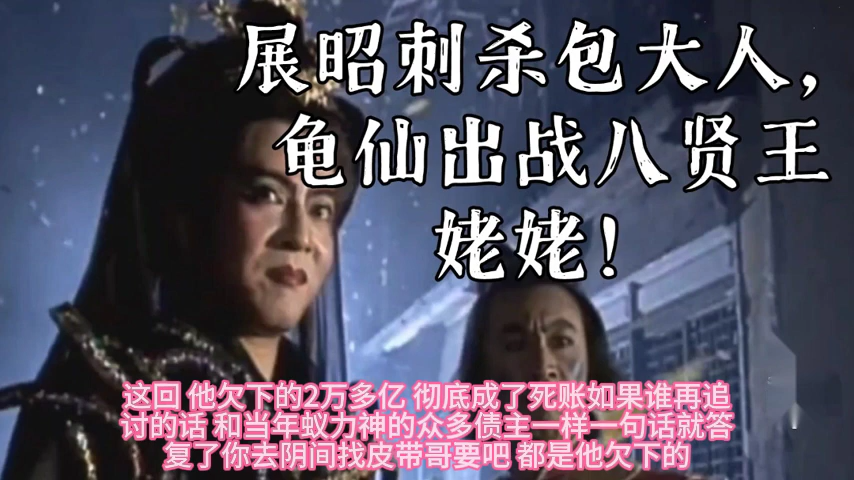 展昭刺杀包大人，
龟仙出战八贤王
姥姥！
这回 他欠下的2万多亿 彻底成了死账如果谁再追
讨的话 和当年蚁力神的众多债主一样一句话就答
复了你去阴间找皮带哥要吧 都是他欠下的